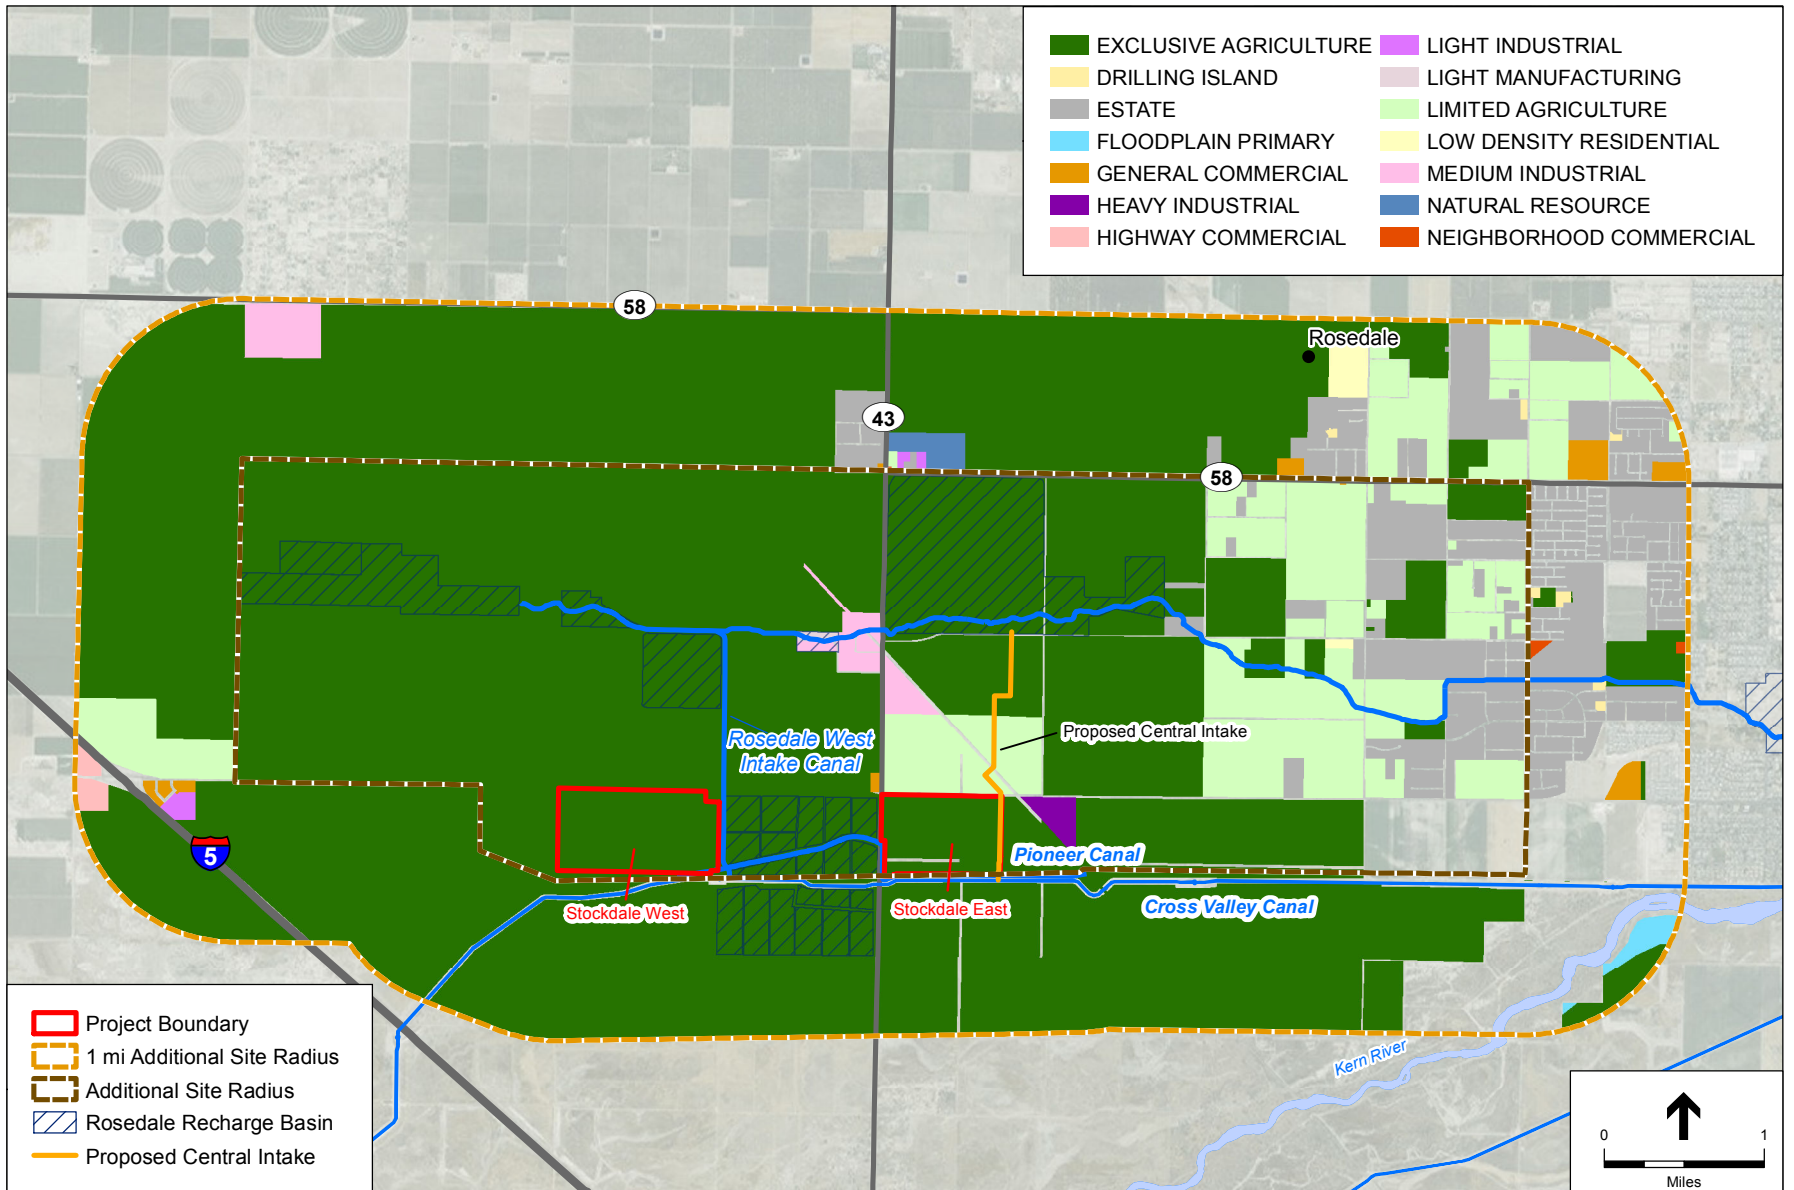 EXCLUSIVE AGRICULTURE
DRILLING ISLAND
ESTATE
FLOODPLAIN PRIMARY
GENERAL COMMERCIAL
HEAVY INDUSTRIAL
HIGHWAY COMMERCIAL
LIGHT INDUSTRIAL
LIGHT MANUFACTURING
LIMITED AGRICULTURE
LOW DENSITY RESIDENTIAL
MEDIUM INDUSTRIAL
NATURAL RESOURCE
NEIGHBORHOOD COMMERCIAL
58
Rosedale
43
58
Rosedale West
Intake Canal
Proposed Central Intake
5
Pioneer Canal
Stockdale West
Stockdale East
Cross Valley Canal
Kern River
Project Boundary
1 mi Additional Site Radius
Additional Site Radius
Rosedale Recharge Basin
Proposed Central Intake
0 1
Miles